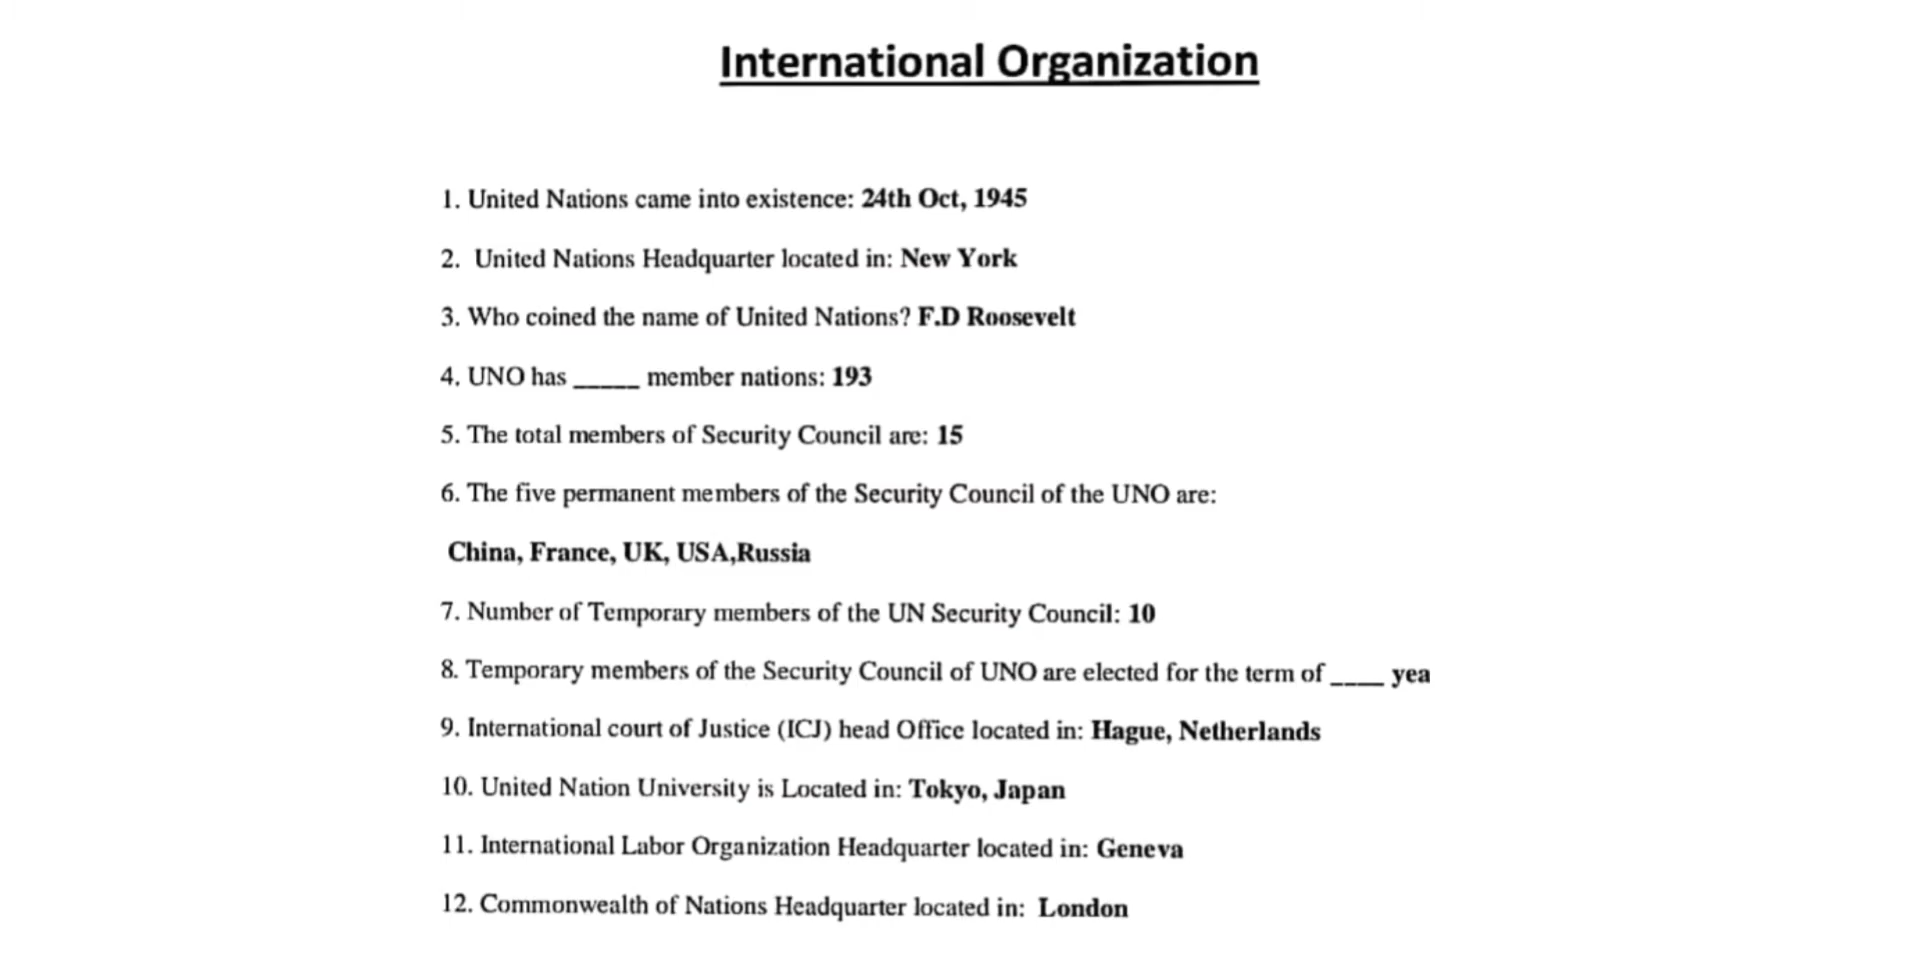 International Organization
1. United Nations came into existence: 24th Oct, 1945
2. United Nations Headquarter located in: New York
3. Who coined the name of United Nations? F.D Roosevelt
4. UNO has _____ member nations: 193
5. The total members of Security Council are: 15
6. The five permanent members of the Security Council of the UNO are:
China, France, UK, USA,Russia
7. Number of Temporary members of the UN Security Council: 10
8. Temporary members of the Security Council of UNO are elected for the term of ____ yea
9. International court of Justice (ICJ) head Office located in: Hague, Netherlands
10. United Nation University is Located in: Tokyo, Japan
11. International Labor Organization Headquarter located in: Geneva
12. Commonwealth of Nations Headquarter located in: London